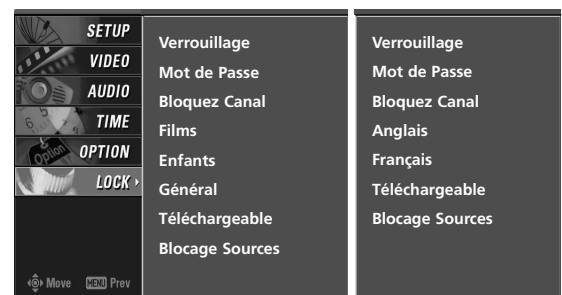 SETUP
VIDEO
AUDIO
TIME
Option OPTION
LOCK
Move MENU Prev
Verrouillage
Mot de Passe
Bloquez Canal
Films
Enfants
Général
Téléchargeable
Blocage Sources
Verrouillage
Mot de Passe
Bloquez Canal
Anglais
Français
Téléchargeable
Blocage Sources